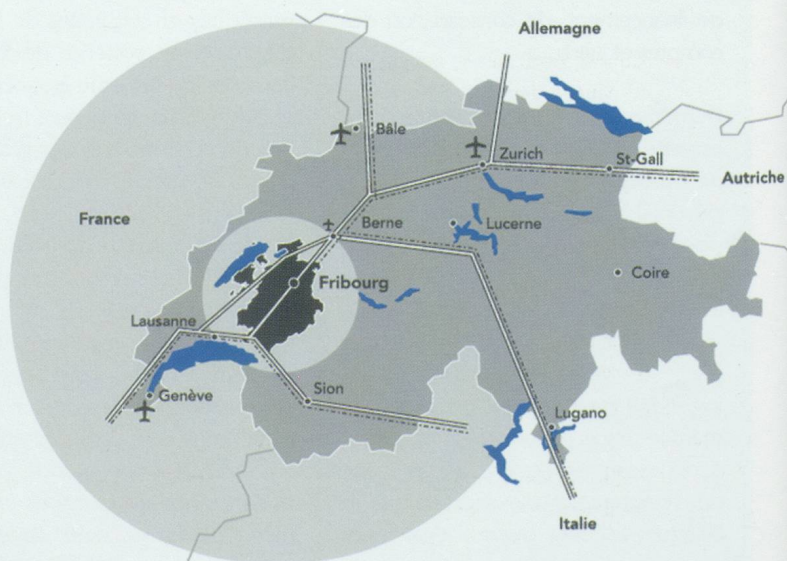 Allemagne
Bâle
Zurich
St-Gall
Autriche
France
Berne
Lucerne
Coire
Fribourg
Lausanne
Genève
Sion
Lugano
Italie